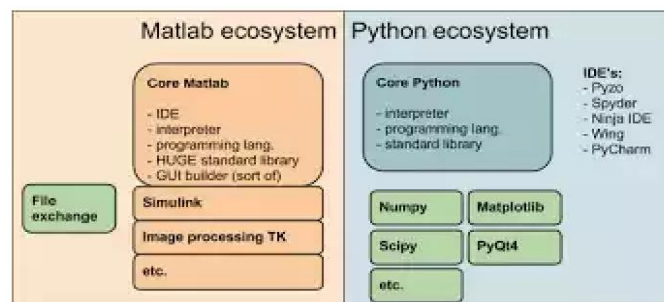 Matlab ecosystem
Core Matlab
- IDE
- interpreter
- programming lang.
- HUGE standard library
- GUI builder (sort of)
File
exchange
Simulink
Image processing TK
etc.
Python ecosystem
Core Python
- interpreter
- programming lang.
- standard library
IDE's:
- Pyzo
- Spyder
- Ninja IDE
- Wing
- PyCharm
Numpy
Matplotlib
Scipy
PyQt4
etc.